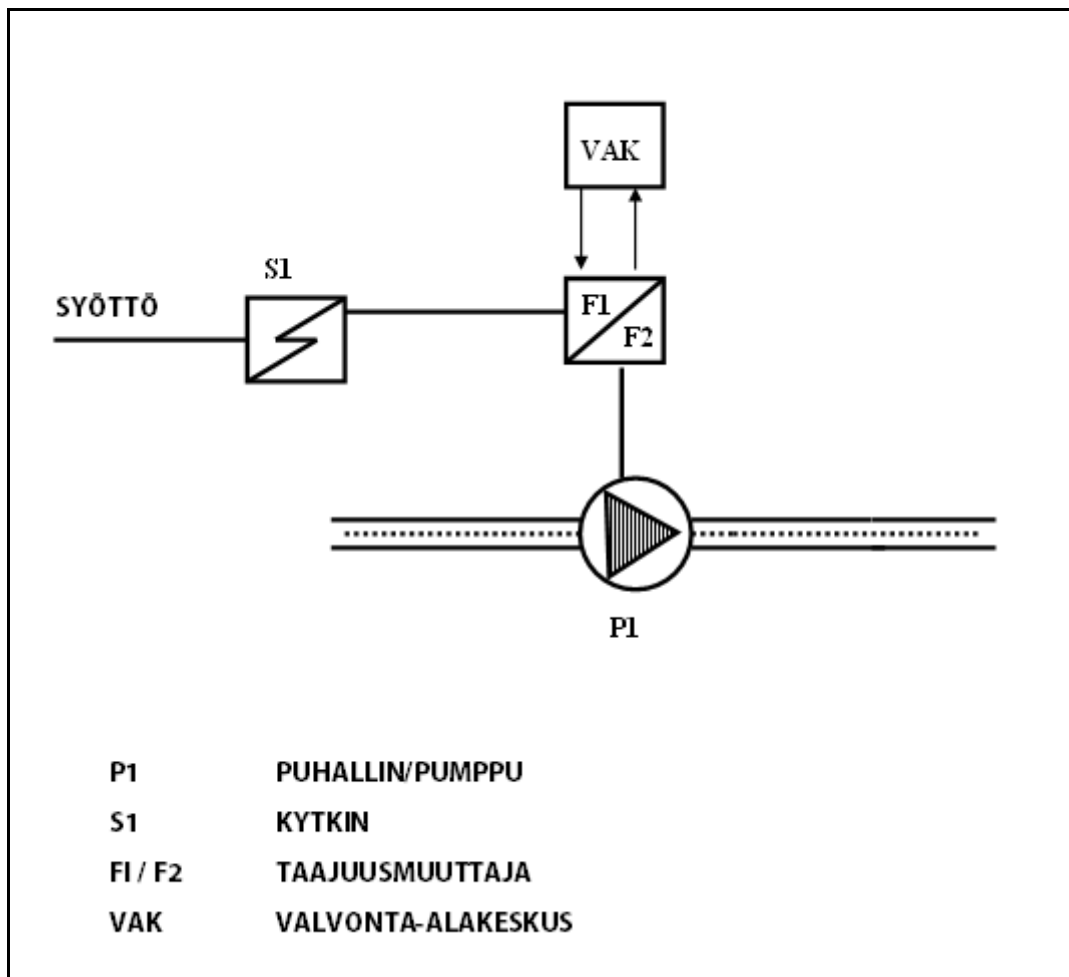 VAK
S1
F1
SYÖTTÖ
F2
P1
P1 PUHALLIN/PUMPPU
S1 KYTKIN
FI / F2 TAAJUUSMUUTTAJA
VAK VALVONTA-ALAKESKUS